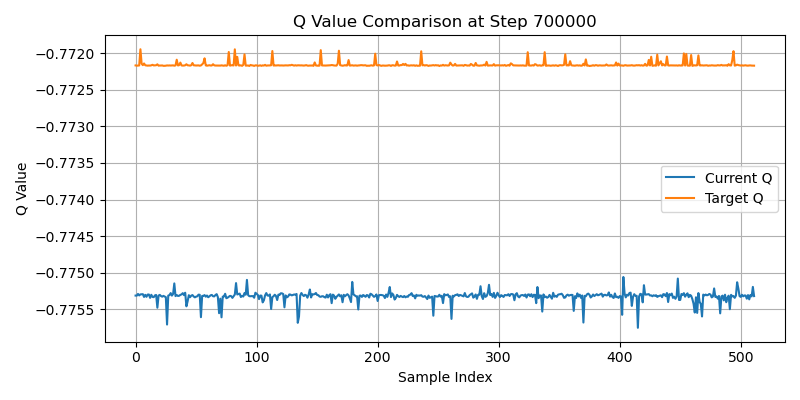 Q Value Comparison at Step 700000
−0.7720
−0.7725
−0.7730
−0.7735
−0.7740
−0.7745
−0.7750
−0.7755
Q Value
Current Q
Target Q
0
100
200
300
400
500
Sample Index